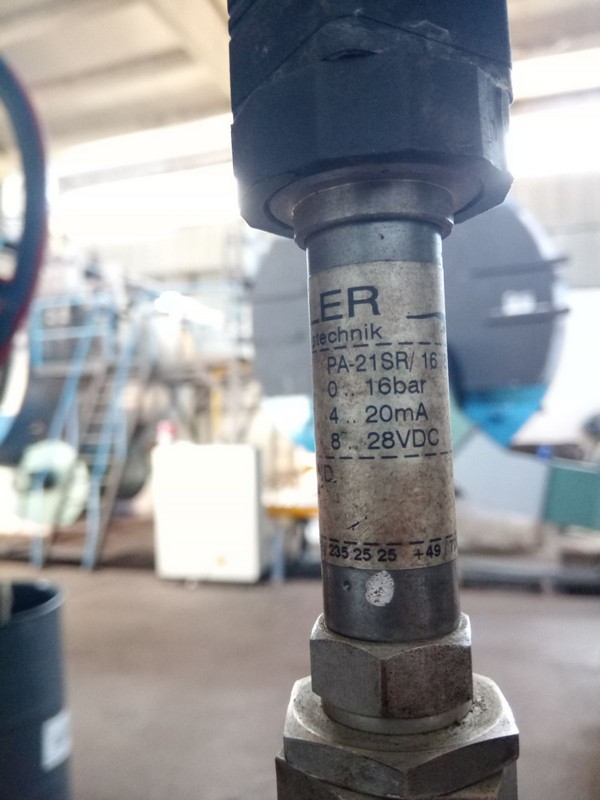 LER
technik
PA-21SR/ 16
0 .. 16bar
4 .. 20mA
8 .. 28VDC
235 25 25 +49